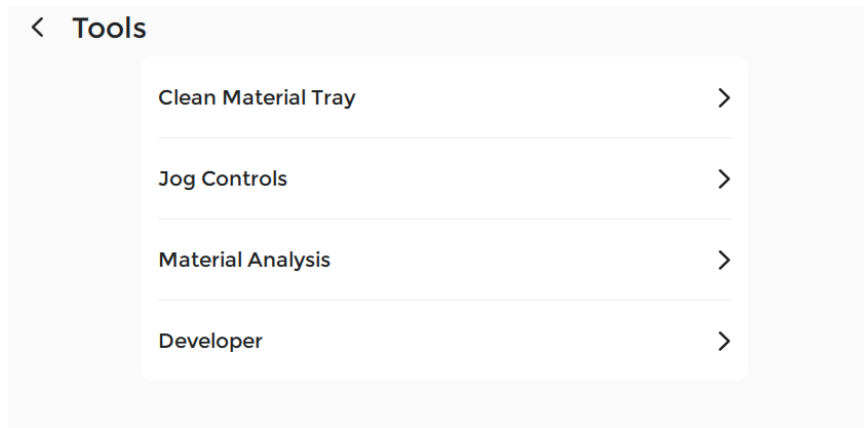 Tools
Clean Material Tray
Jog Controls
Material Analysis
Developer